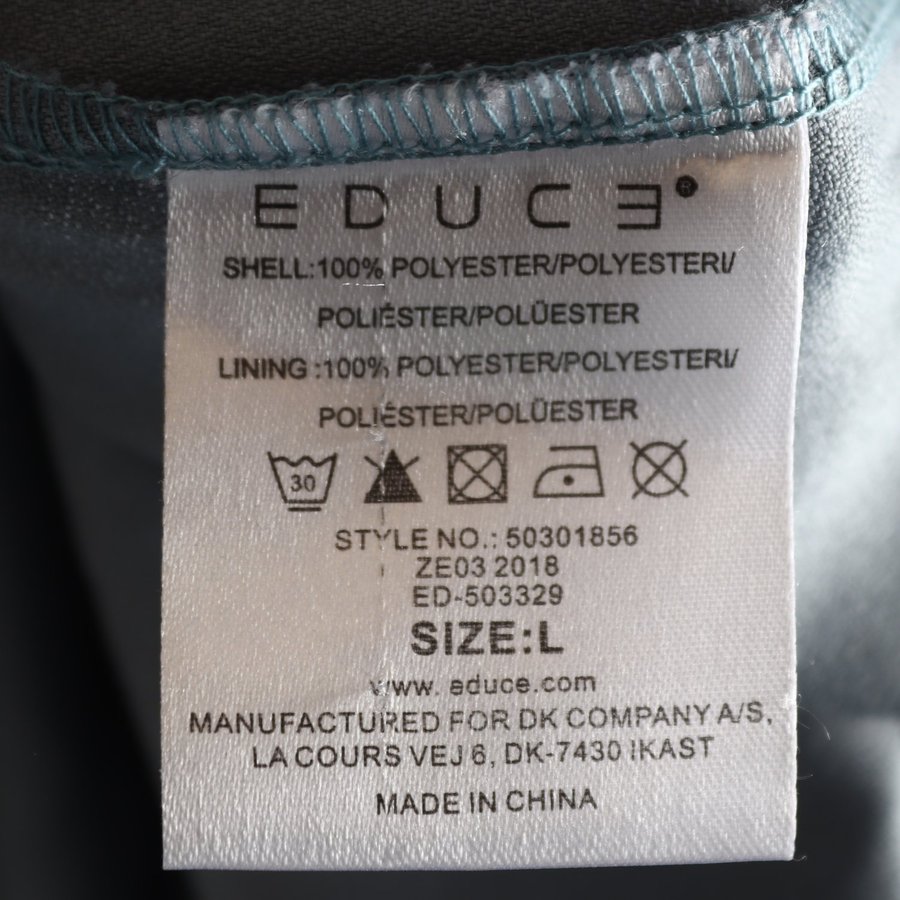 EDUCE®
SHELL:100% POLYESTER/POLYESTERI/
POLIÉSTER/POLÜESTER
LINING :100% POLYESTER/POLYESTERI/
POLIÉSTER/POLÜESTER
30
STYLE NO.: 50301856
ZE03 2018
ED-503329
SIZE:L
www. educe.com
MANUFACTURED FOR DK COMPANY A/S,
LA COURS VEJ 6, DK-7430 IKAST
MADE IN CHINA